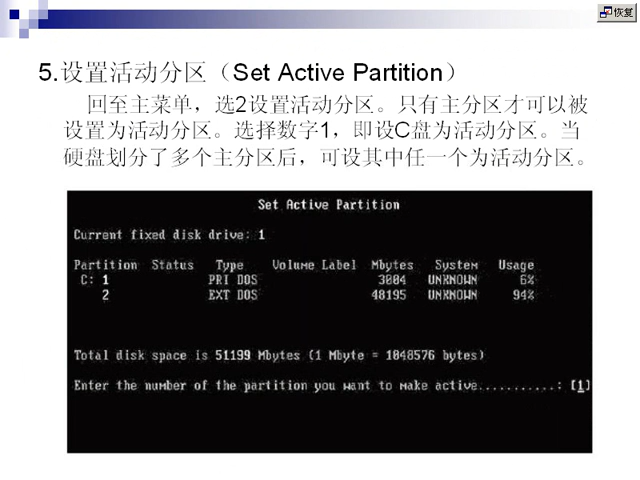 恢复
5.设置活动分区（Set Active Partition）
回至主菜单，选2设置活动分区。只有主分区才可以被
设置为活动分区。选择数字1，即设C盘为活动分区。当
硬盘划分了多个主分区后，可设其中任一个为活动分区。
Set Active Partition
Current fixed disk drive: 1
Partition Status Type Volume Label Mbytes System Usage
C: 1 PRI DOS 3004 UNKNOWN 6%
2 EXT DOS 48195 UNKNOWN 94%
Total disk space is 51199 Mbytes (1 Mbyte = 1048576 bytes)
Enter the number of the partition you want to make active...........: [1]